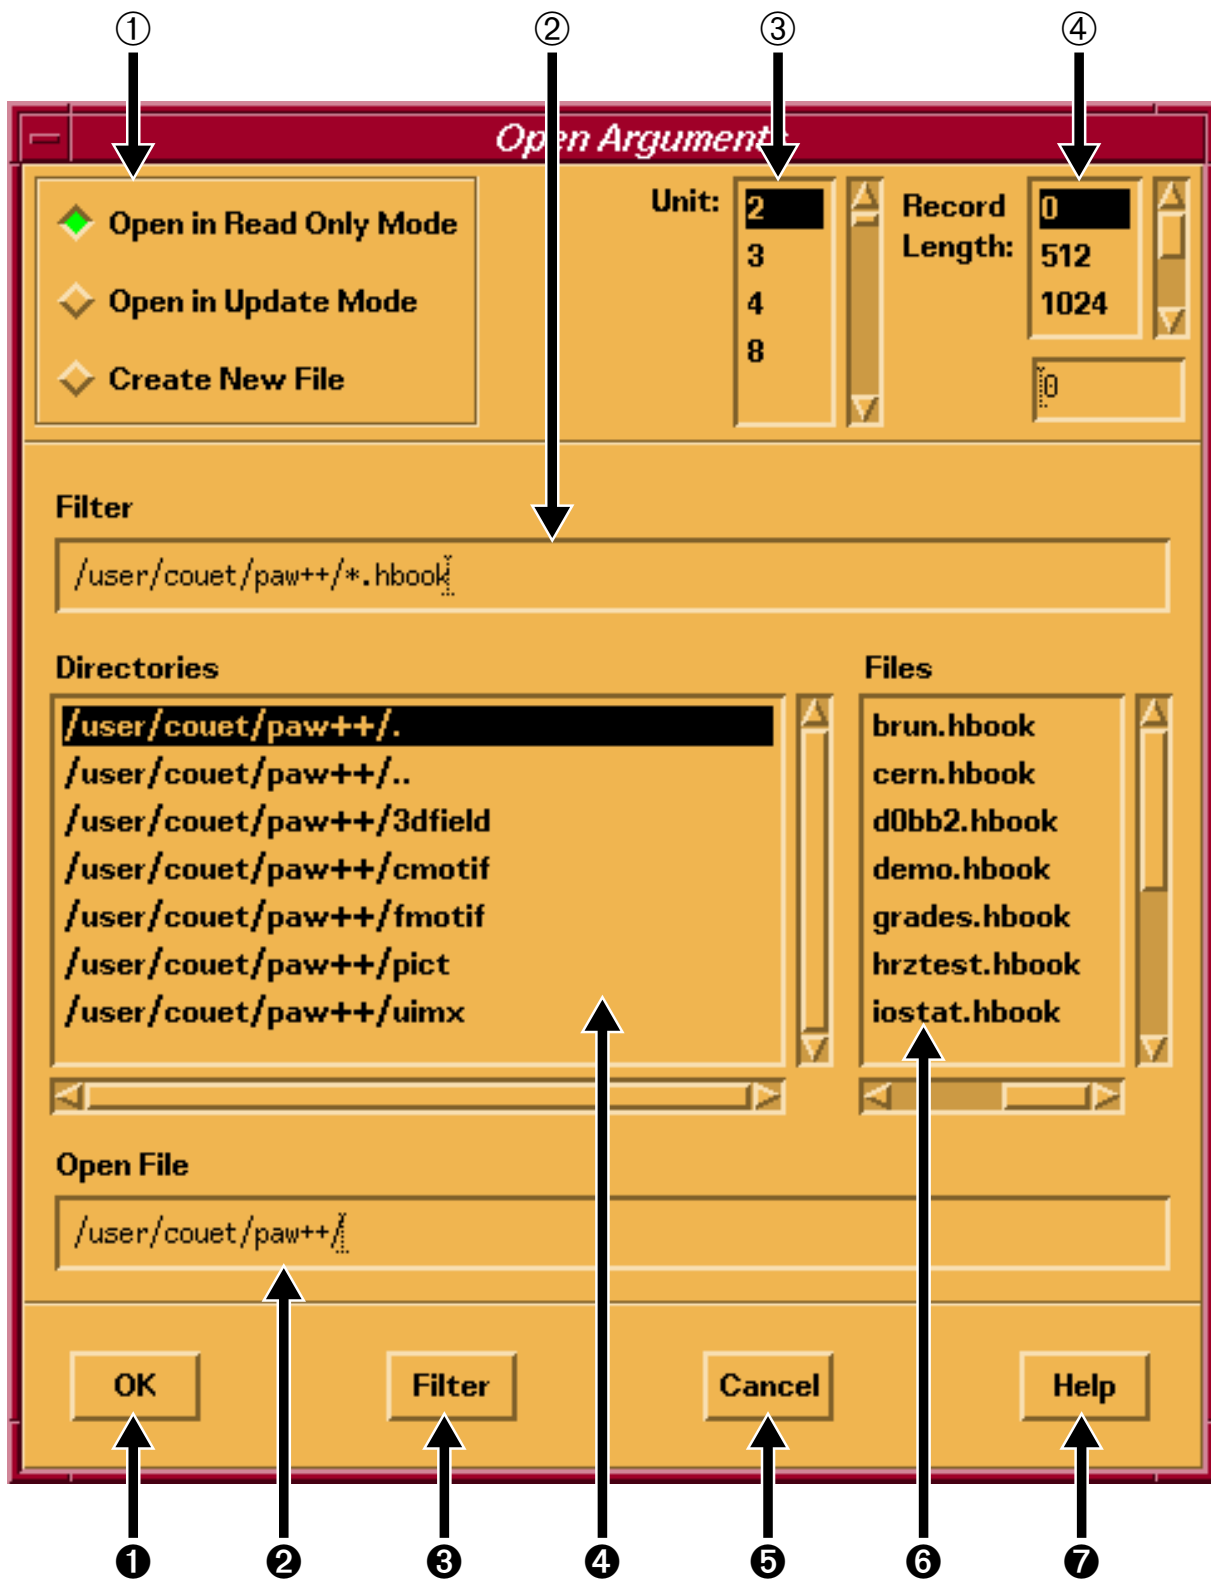 ① ② ③ ④
Open Arguments
Open in Read Only Mode
Open in Update Mode
Create New File
Unit:
2
3
4
8
Record
Length:
0
512
1024
0
Filter
/user/couet/paw++/*.hbook
Directories
/user/couet/paw++/.
/user/couet/paw++/..
/user/couet/paw++/3dfield
/user/couet/paw++/cmotif
/user/couet/paw++/fmotif
/user/couet/paw++/pict
/user/couet/paw++/uimx
Files
brun.hbook
cern.hbook
d0bb2.hbook
demo.hbook
grades.hbook
hrztest.hbook
iostat.hbook
Open File
/user/couet/paw++/
OK Filter Cancel Help
❶ ❷ ❸ ❹ ❺ ❻ ❼